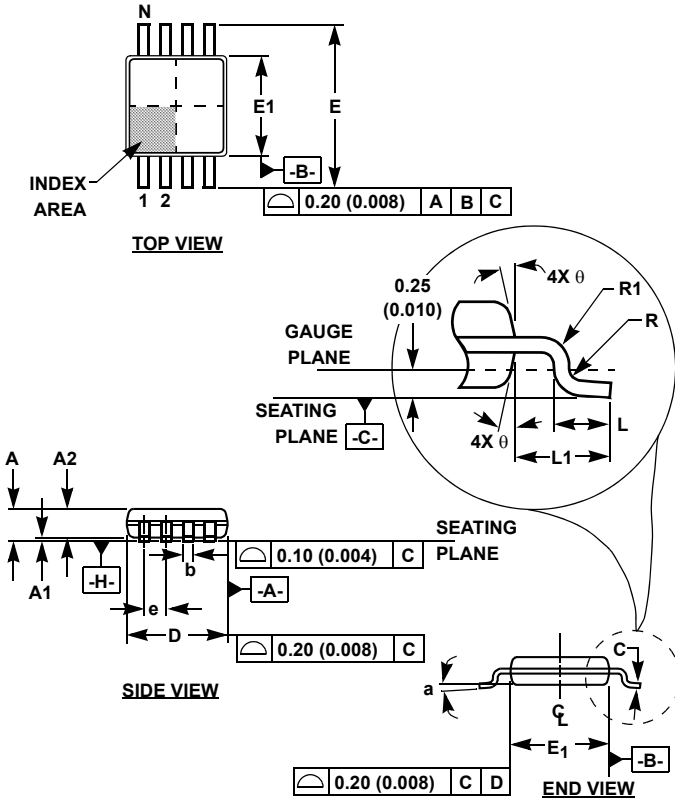 N
E1
E
-B-
INDEX
AREA
1 2
0.20 (0.008) A B C
TOP VIEW
0.25
(0.010)
4X θ
R1
R
GAUGE
PLANE
SEATING
PLANE -C-
4X θ
L
L1
A A2
SEATING
PLANE
A1
-H-
b
0.10 (0.004) C
e
-A-
D
0.20 (0.008) C
SIDE VIEW
C
a
CL
E1
-B-
0.20 (0.008) C D
END VIEW